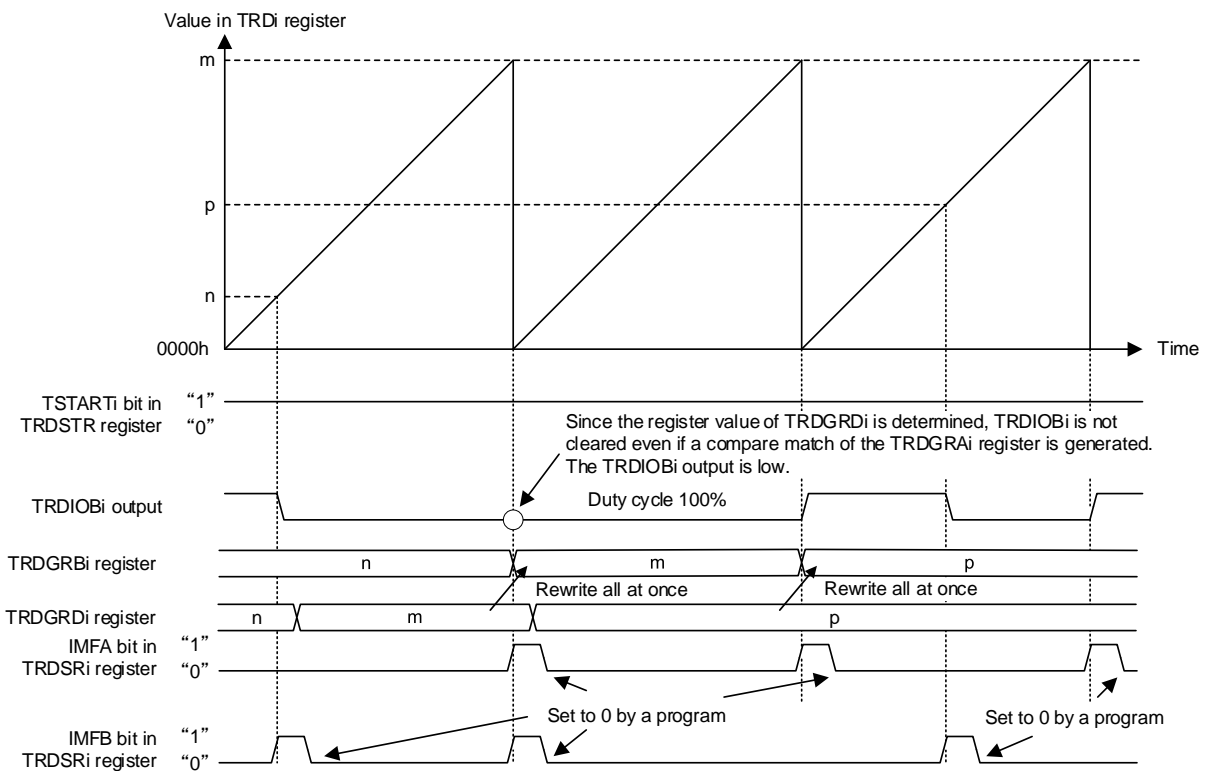 Value in TRDi register
m
p
n
0000h
Time
TSTARTi bit in “1”
TRDSTR register “0”
Since the register value of TRDGRDi is determined, TRDIOBi is not
cleared even if a compare match of the TRDGRAi register is generated.
The TRDIOBi output is low.
TRDIOBi output
Duty cycle 100%
TRDGRBi register
n
m
p
Rewrite all at once
Rewrite all at once
TRDGRDi register
n
m
p
IMFA bit in “1”
TRDSRi register “0”
Set to 0 by a program
Set to 0 by a program
IMFB bit in “1”
TRDSRi register “0”